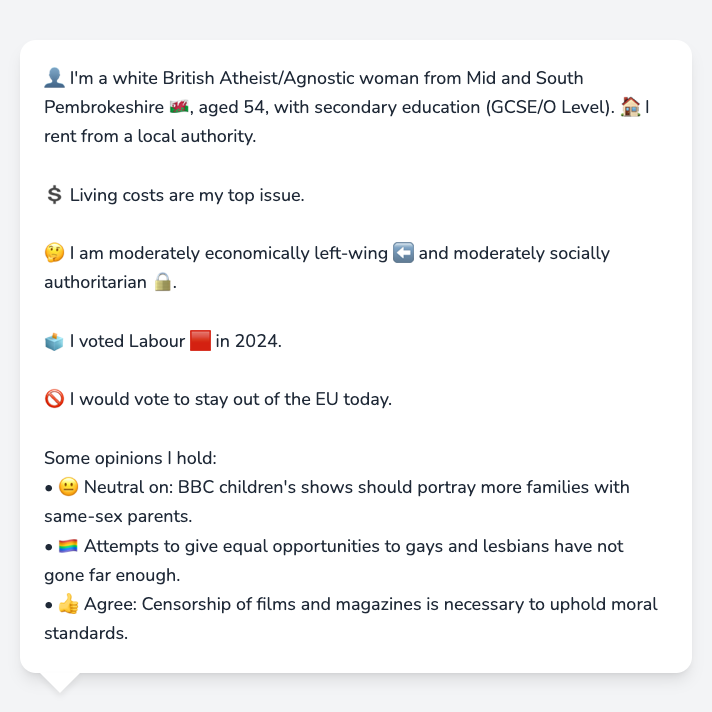 👤 I'm a white British Atheist/Agnostic woman from Mid and South
Pembrokeshire 🏴󠁧󠁢󠁷󠁬󠁳󠁿, aged 54, with secondary education (GCSE/O Level). 🏠 I
rent from a local authority.
💲 Living costs are my top issue.
🤔 I am moderately economically left-wing ⬅️ and moderately socially
authoritarian 🔒.
🗳️ I voted Labour 🟥 in 2024.
🚫 I would vote to stay out of the EU today.
Some opinions I hold:
• 😐 Neutral on: BBC children's shows should portray more families with
same-sex parents.
• 🏳️‍🌈 Attempts to give equal opportunities to gays and lesbians have not
gone far enough.
• 👍 Agree: Censorship of films and magazines is necessary to uphold moral
standards.